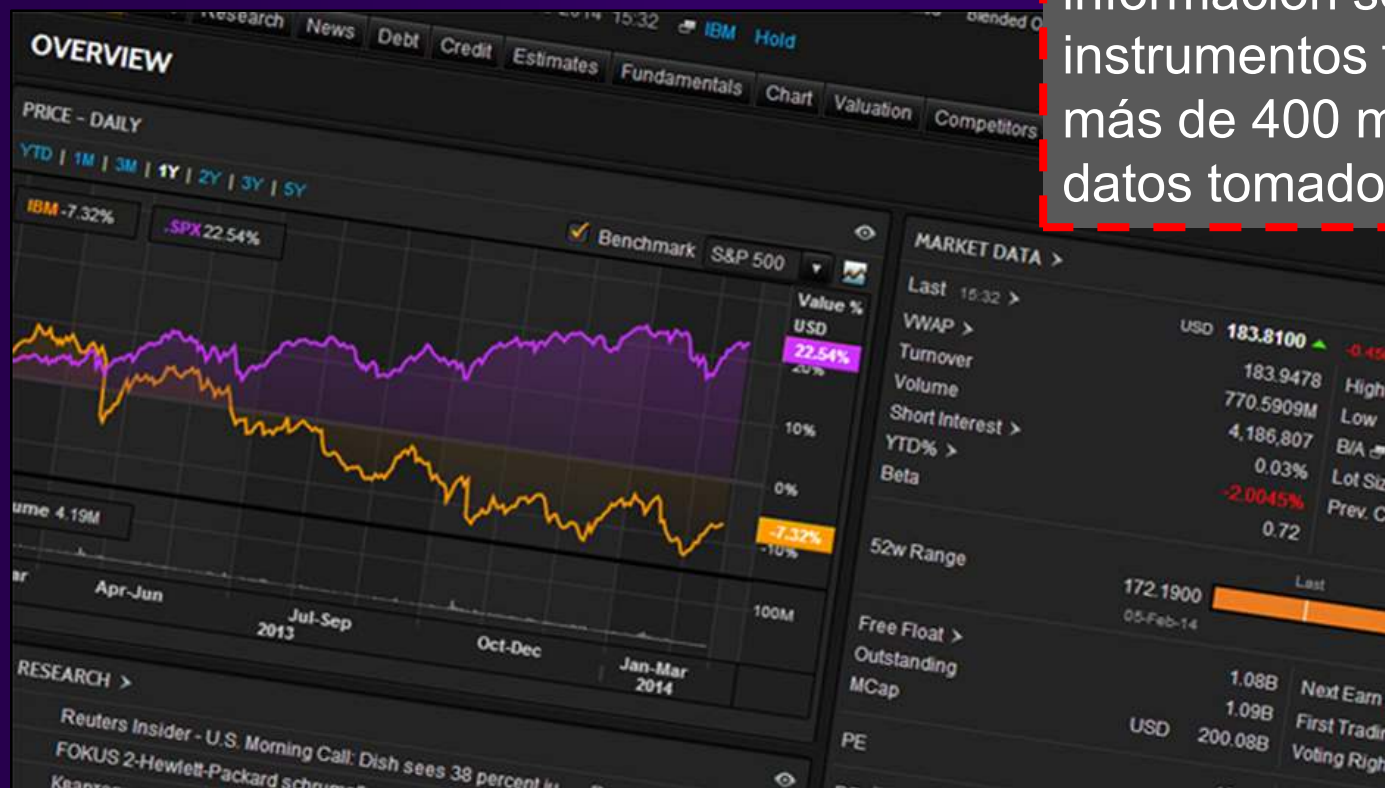 Research News Debt Credit Estimates Fundamentals Chart Valuation Competitors
2014 15:32 IBM Hold
Blended
OVERVIEW
instrumentos
más de 400
datos
PRICE - DAILY
YTD | 1M | 3M | 1Y | 2Y | 3Y | 5Y
IBM -7.32%
.SPX 22.54%
Benchmark S&P 500
Value %
USD
22.54%
20%
10%
0%
-7.32%
-10%
4.19M
100M
Apr-Jun
Jul-Sep
2013
Oct-Dec
Jan-Mar
2014
MARKET DATA >
Last 15:32 > USD 183.8100
VWAP > 183.9478 High
Turnover 770.5909M Low
Volume 4,186,807 B/A
Short Interest > 0.03% Lot
YTD% > -2.0045% Prev.
Beta 0.72
52w Range 172.1900 Last
05-Feb-14
Free Float > 1.08B Next Earn
Outstanding 1.09B First
MCap USD 200.08B Voting
PE
RESEARCH >
Reuters Insider - U.S. Morning Call: Dish sees 38 percent
FOKUS 2-Hewlett-Packard